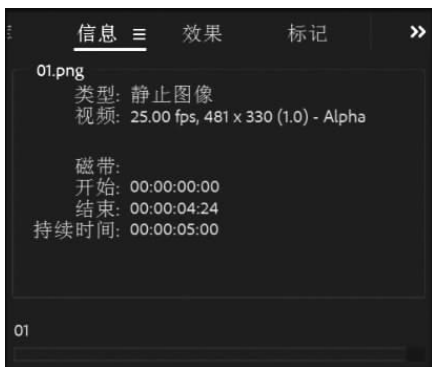 信息 ☰ 效果 标记 »
01.png
类型: 静止图像
视频: 25.00 fps, 481 x 330 (1.0) - Alpha
磁带:
开始: 00:00:00:00
结束: 00:00:04:24
持续时间: 00:00:05:00
01